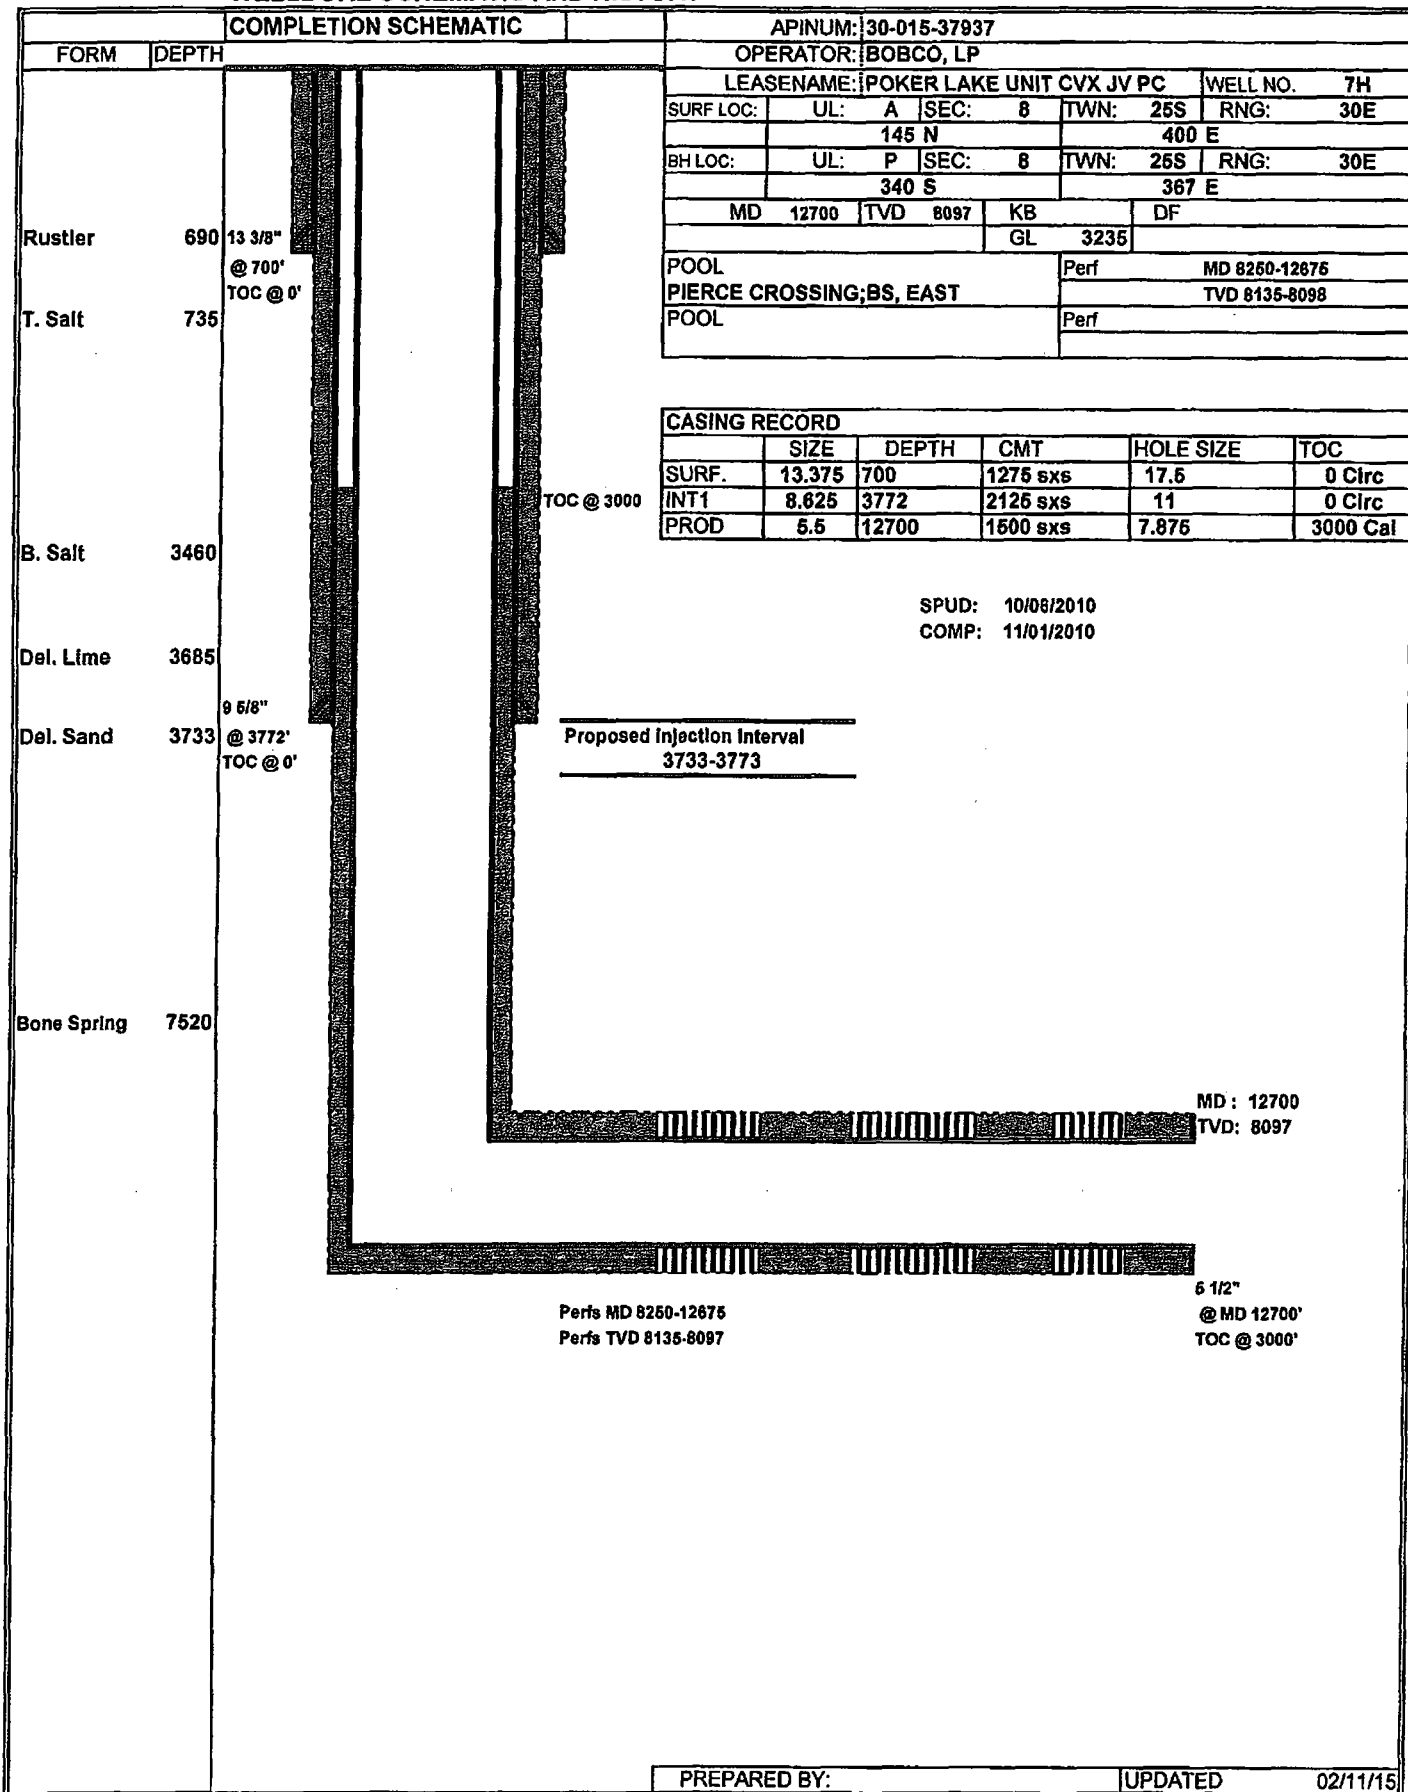 COMPLETION SCHEMATIC
FORM DEPTH
APINUM: 30-015-37937
OPERATOR: BOBCO, LP
LEASENAME: POKER LAKE UNIT CVX JV PC WELL NO. 7H
SURF LOC: UL: A SEC: 8 TWN: 25S RNG: 30E
145 N 400 E
BH LOC: UL: P SEC: 8 TWN: 25S RNG: 30E
340 S 367 E
MD 12700 TVD 8097 KB DF
GL 3235
POOL Perf MD 8250-12675
PIERCE CROSSING;BS, EAST TVD 8135-8098
POOL Perf
Rustler 690 13 3/8"
@ 700'
TOC @ 0'
T. Salt 735
CASING RECORD
SIZE DEPTH CMT HOLE SIZE TOC
SURF. 13.375 700 1275 sxs 17.5 0 Circ
INT1 8.625 3772 2125 sxs 11 0 Circ
PROD 5.5 12700 1500 sxs 7.875 3000 Cal
TOC @ 3000
B. Salt 3460
SPUD: 10/06/2010
COMP: 11/01/2010
Del. Lime 3685
9 5/8"
Del. Sand 3733 @ 3772'
TOC @ 0'
Proposed Injection Interval
3733-3773
Bone Spring 7520
MD : 12700
TVD: 8097
Perfs MD 8250-12675
Perfs TVD 8135-8097
5 1/2"
@ MD 12700'
TOC @ 3000'
PREPARED BY: UPDATED 02/11/15